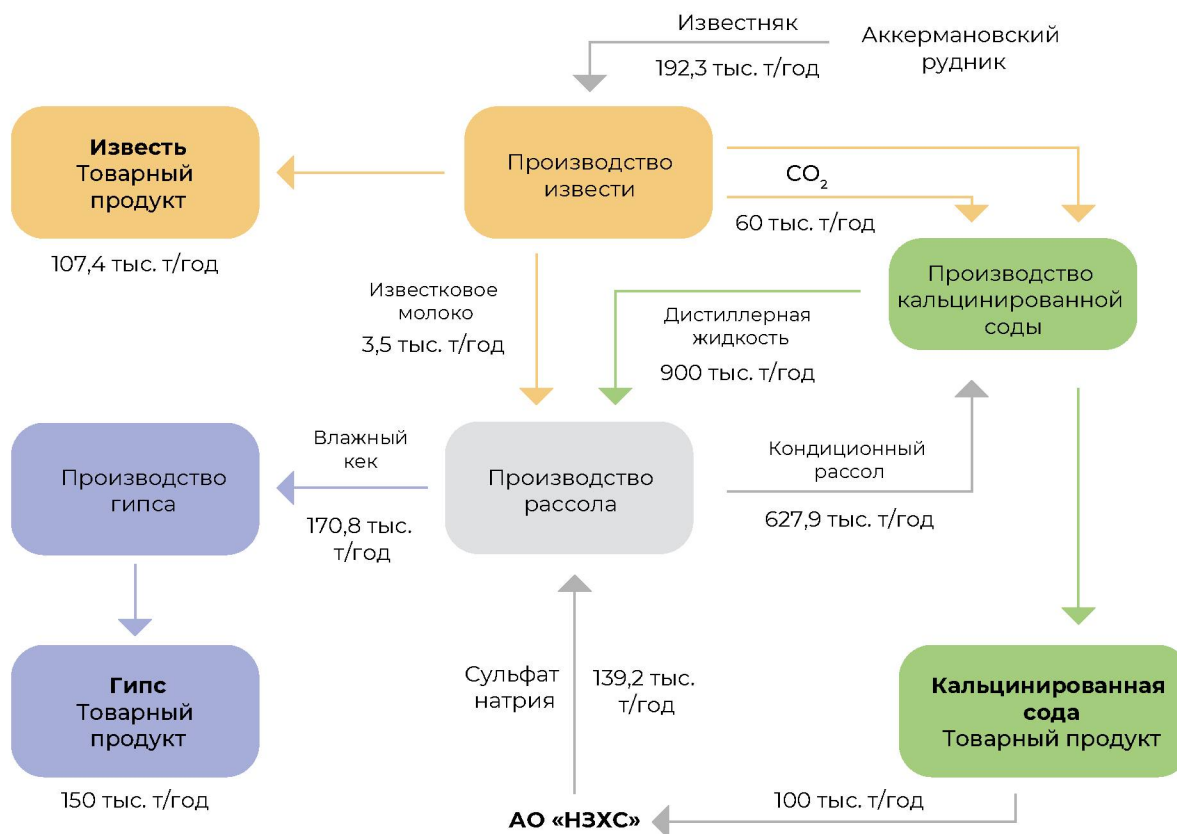 Известняк
192,3 тыс. т/год
Аккермановский
рудник
Известь
Товарный
продукт
107,4 тыс. т/год
Производство
извести
CO₂
60 тыс. т/год
Производство
кальцинированной
соды
Известковое
молоко
3,5 тыс. т/год
Дистиллерная
жидкость
900 тыс. т/год
Производство
гипса
Влажный
кек
170,8 тыс.
т/год
Производство
рассола
Кондиционный
рассол
627,9 тыс. т/год
Гипс
Товарный
продукт
150 тыс. т/год
Сульфат
натрия
139,2 тыс.
т/год
Кальцинированная
сода
Товарный продукт
100 тыс. т/год
АО «НЗХС»